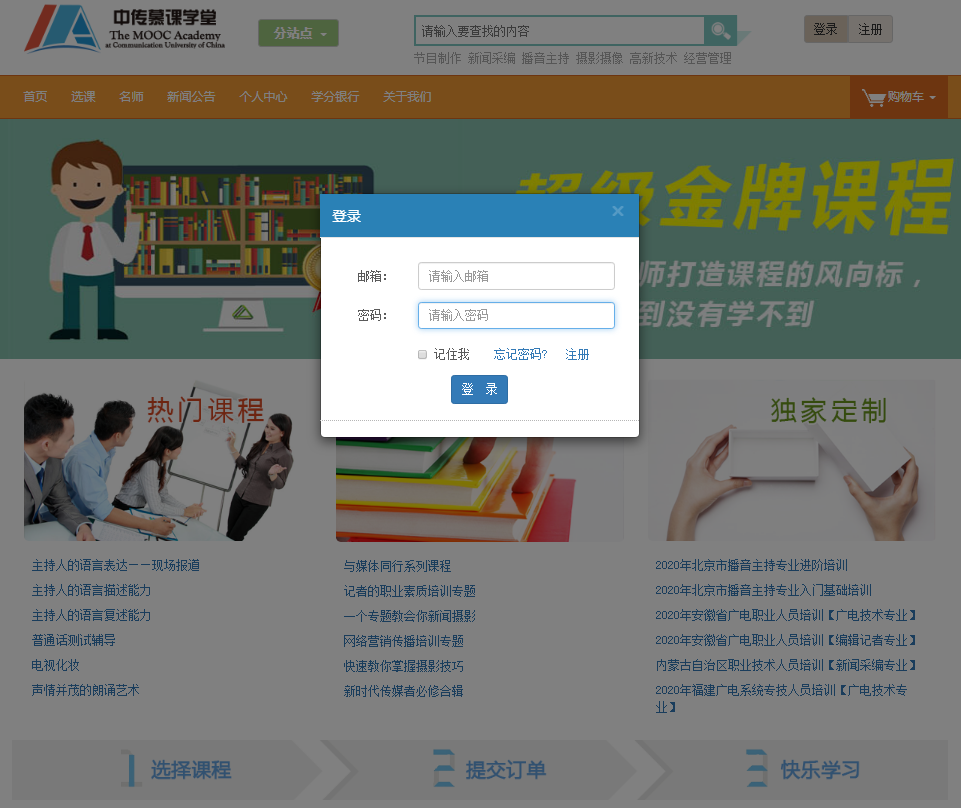 中传慕课学堂
The MOOC Academy
at Communication University of China
分站点
请输入要查找的内容
登录 注册
节目制作 新闻采编 播音主持 摄影摄像 高新技术 经营管理
首页 选课 名师 新闻公告 个人中心 学分银行 关于我们
购物车
超级金牌课程
师打造课程的风向标，
到没有学不到
登录 ×
邮箱：
请输入邮箱
密码：
请输入密码
记住我 忘记密码? 注册
登 录
热门课程
主持人的语言表达——现场报道
主持人的语言描述能力
主持人的语言复述能力
普通话测试辅导
电视化妆
声情并茂的朗诵艺术
与媒体同行系列课程
记者的职业素质培训专题
一个专题教会你新闻摄影
网络营销传播培训专题
快速教你掌握摄影技巧
新时代传媒者必修合辑
独家定制
2020年北京市播音主持专业进阶培训
2020年北京市播音主持专业入门基础培训
2020年安徽省广电职业人员培训【广电技术专业】
2020年安徽省广电职业人员培训【编辑记者专业】
内蒙古自治区职业技术人员培训【新闻采编专业】
2020年福建广电系统专技人员培训【广电技术专
业】
1 选择课程
2 提交订单
3 快乐学习